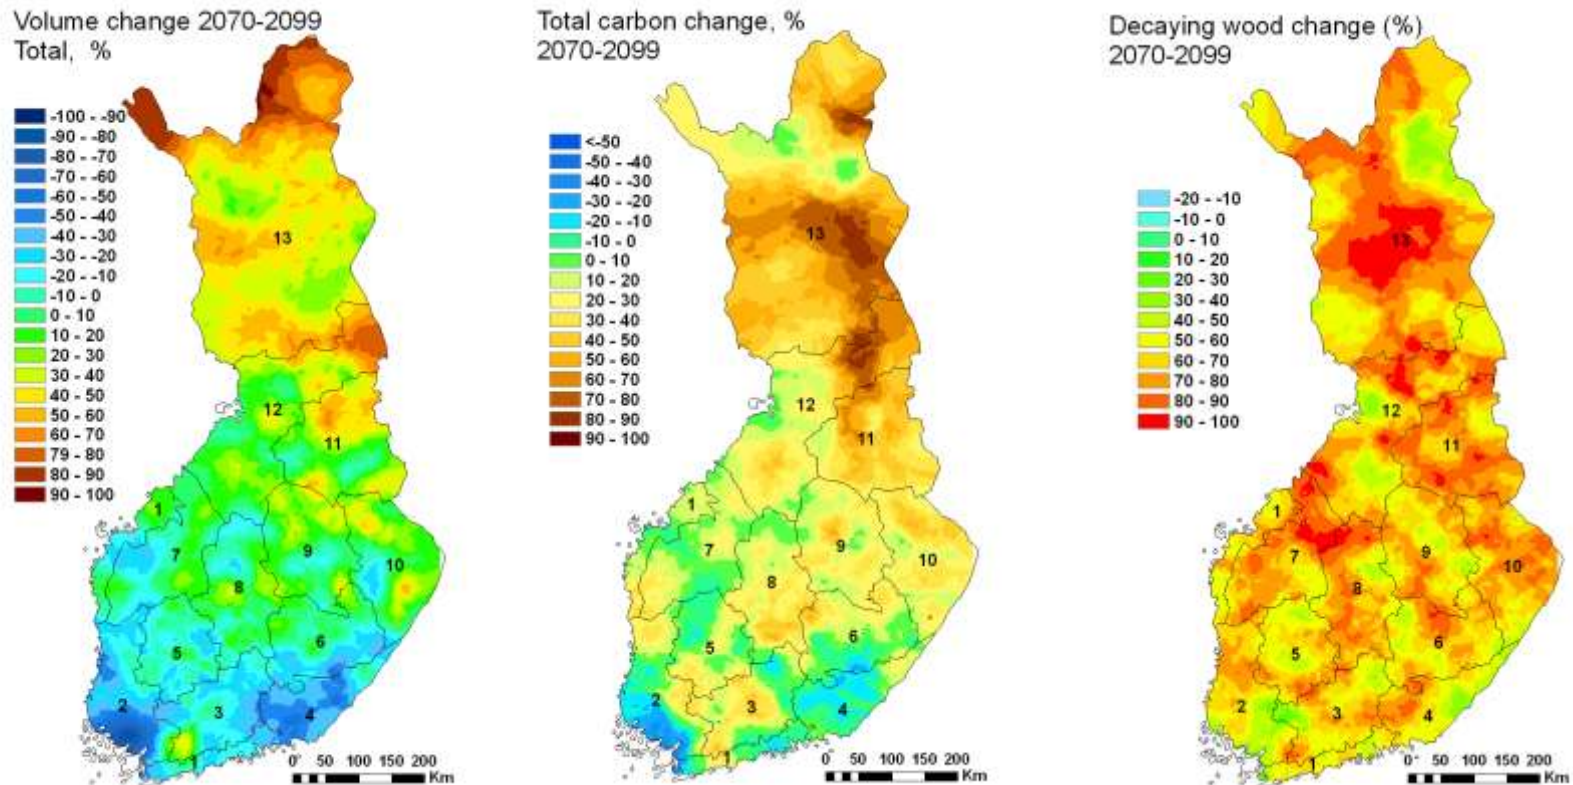 Volume change 2070-2099
Total, %
-100 - -90
-90 - -80
-80 - -70
-70 - -60
-60 - -50
-50 - -40
-40 - -30
-30 - -20
-20 - -10
-10 - 0
0 - 10
10 - 20
20 - 30
30 - 40
40 - 50
50 - 60
60 - 70
79 - 80
80 - 90
90 - 100
13
12
11
1
7
9
10
8
6
5
2
3
4
1
0 50 100 150 200
Km
Total carbon change, %
2070-2099
<-50
-50 - -40
-40 - -30
-30 - -20
-20 - -10
-10 - 0
0 - 10
10 - 20
20 - 30
30 - 40
40 - 50
50 - 60
60 - 70
70 - 80
80 - 90
90 - 100
13
12
11
1
7
9
10
8
6
5
2
3
4
1
0 50 100 150 200
Km
Decaying wood change (%)
2070-2099
-20 - -10
-10 - 0
0 - 10
10 - 20
20 - 30
30 - 40
40 - 50
50 - 60
60 - 70
70 - 80
80 - 90
90 - 100
13
12
11
1
7
9
10
8
6
5
2
3
4
1
0 50 100 150 200
Km